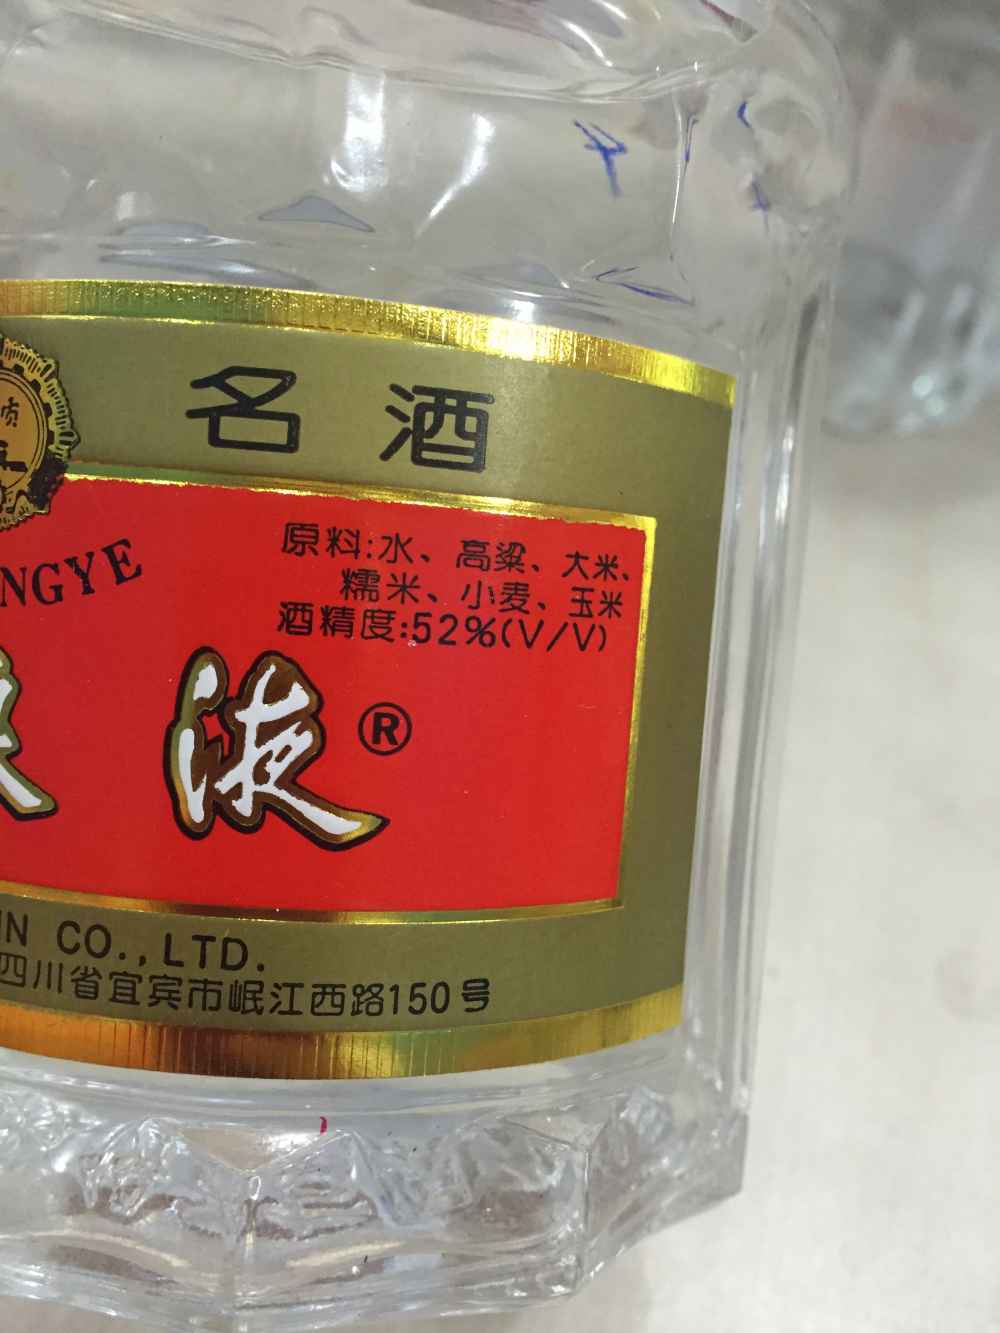 名酒
NGYE
原料:水、高粱、大米、
糯米、小麦、玉米
酒精度:52%(V/V)
液®
IN CO.,LTD.
四川省宜宾市岷江西路150号